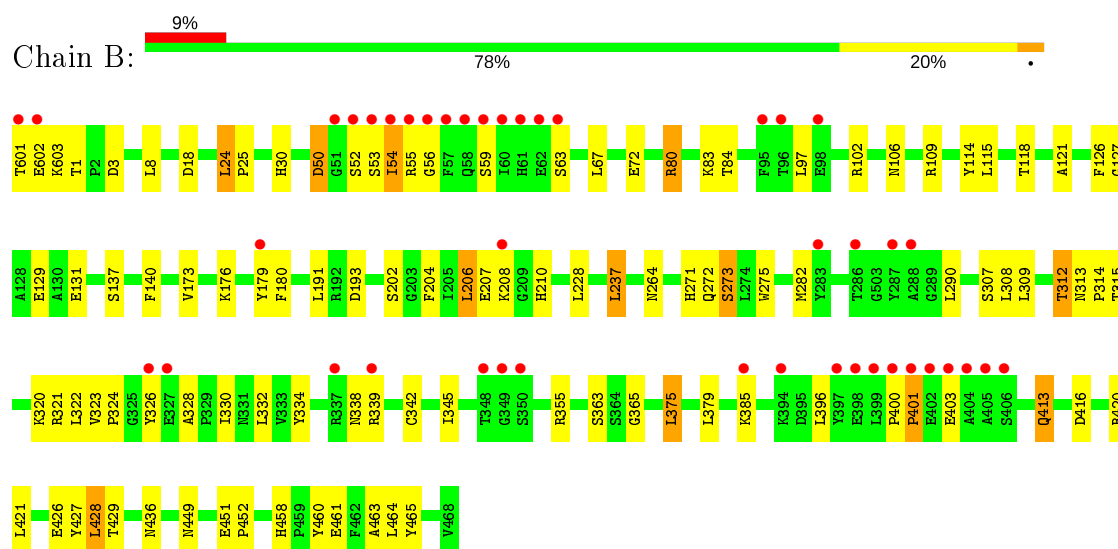 9%
Chain B:
78%
20%
•
T601 E602 K603 T1 P2 D3 L8 D18 L24 P25 H30 D50 G51 S52 S53 I54 R55 G56 F57 Q58 S59 I60 H61 E62 S63 L67 E72 R80 K83 T84 F95 T96 L97 E98 R102 N106 R109 Y114 L115 T118 A121 F126
A128 E129 A130 E131 S137 F140 V173 K176 Y179 F180 L191 R192 D193 S202 G203 F204 I205 L206 E207 K208 G209 H210 L228 L237 N264 H271 Q272 S273 L274 W275 M282 Y283 T286 G503 Y287 A288 G289 L290 S307 L308 L309 T312 N313 P314 T315
K320 R321 L322 V323 P324 G325 Y326 E327 A328 P329 I330 N331 L332 V333 Y334 R337 N338 R339 C342 I345 T348 G349 S350 R355 S363 S364 G365 L375 L379 K385 K394 D395 L396 Y397 E398 L399 P400 P401 E402 E403 A404 A405 S406 Q413 D416
L421 E426 Y427 L428 T429 N436 N449 E451 P452 H458 P459 Y460 E461 F462 A463 L464 Y465 V468